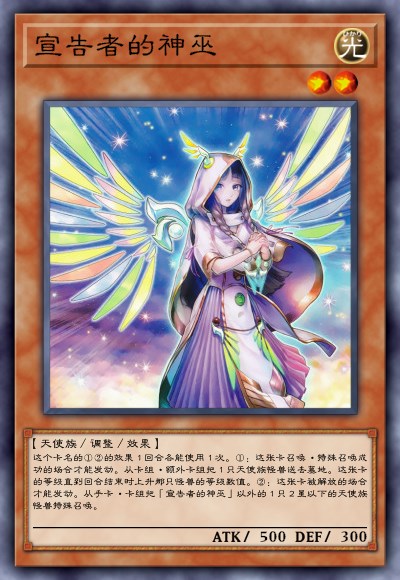 宣告者的神巫
光
【天使族／调整／效果】
这个卡名的①②的效果1回合各能使用1次。①：这张卡召唤·特殊召唤成
功的场合才能发动。从卡组·额外卡组把1只天使族怪兽送去墓地。这张卡
的等级直到回合结束时上升那只怪兽的等级数值。②：这张卡被解放的场合
才能发动。从手卡·卡组把「宣告者的神巫」以外的1只2星以下的天使族
怪兽特殊召唤。
ATK／ 500 DEF／ 300